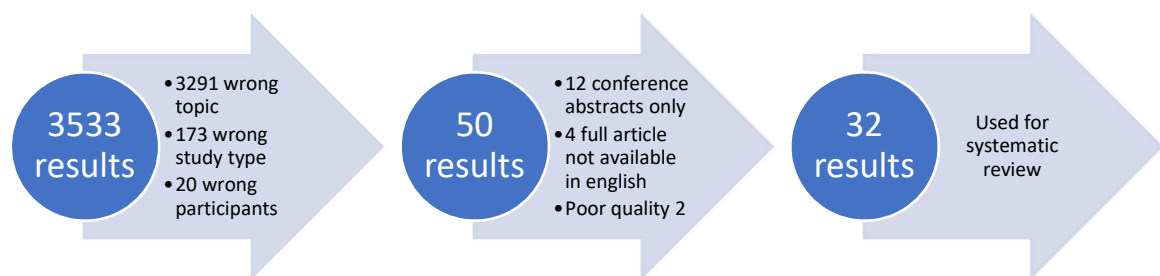 3533
results
•3291 wrong
topic
•173 wrong
study type
•20 wrong
participants
50
results
•12 conference
abstracts only
•4 full article
not available
in english
•Poor quality 2
32
results
Used for
systematic
review